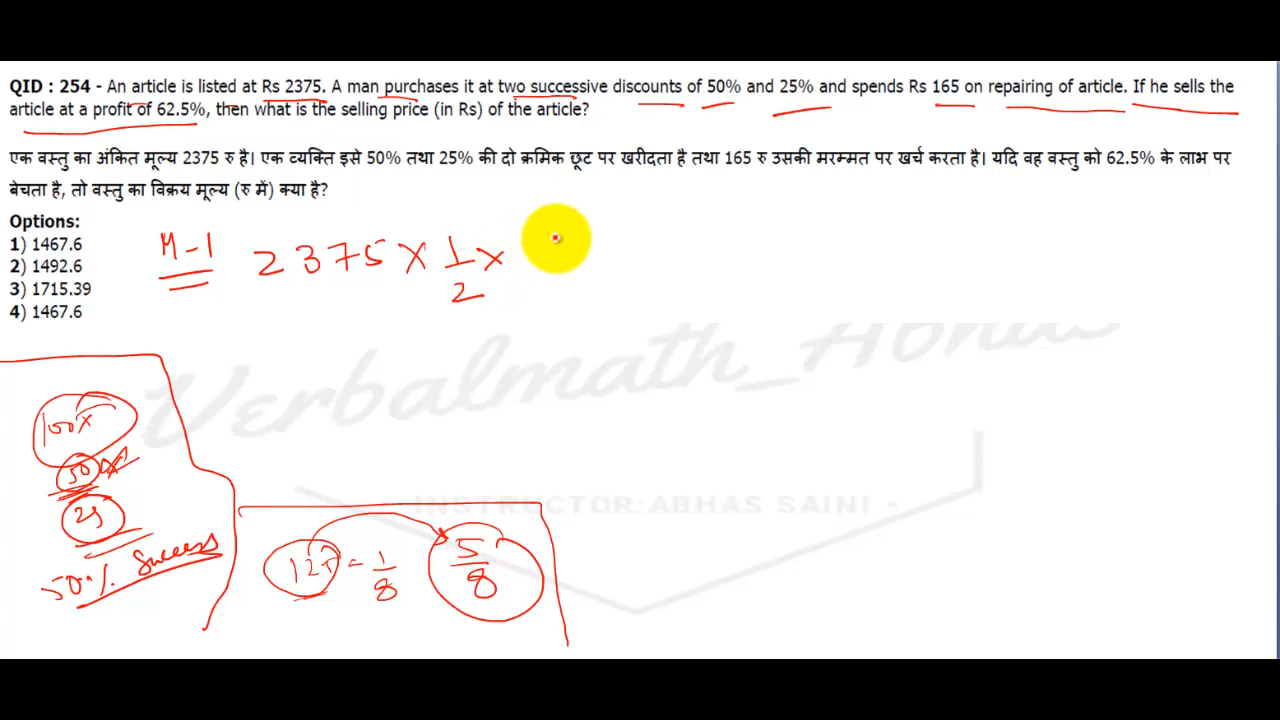 QID : 254 - An article is listed at Rs 2375. A man purchases it at two successive discounts of 50% and 25% and spends Rs 165 on repairing of article. If he sells the
article at a profit of 62.5%, then what is the selling price (in Rs) of the article?
एक वस्तु का अंकित मूल्य 2375 रु है। एक व्यक्ति इसे 50% तथा 25% की दो क्रमिक छूट पर खरीदता है तथा 165 रु उसकी मरम्मत पर खर्च करता है। यदि वह वस्तु को 62.5% के लाभ पर
बेचता है, तो वस्तु का विक्रय मूल्य (रु में) क्या है?
Options:
1) 1467.6
2) 1492.6
3) 1715.39
4) 1467.6
M-1 2375 × 1/2 ×
Verbalmath_Abhas
100x
50
25
50% Success
INSTRUCTOR: ABHAS SAINI -
125 = 1/8
5/8